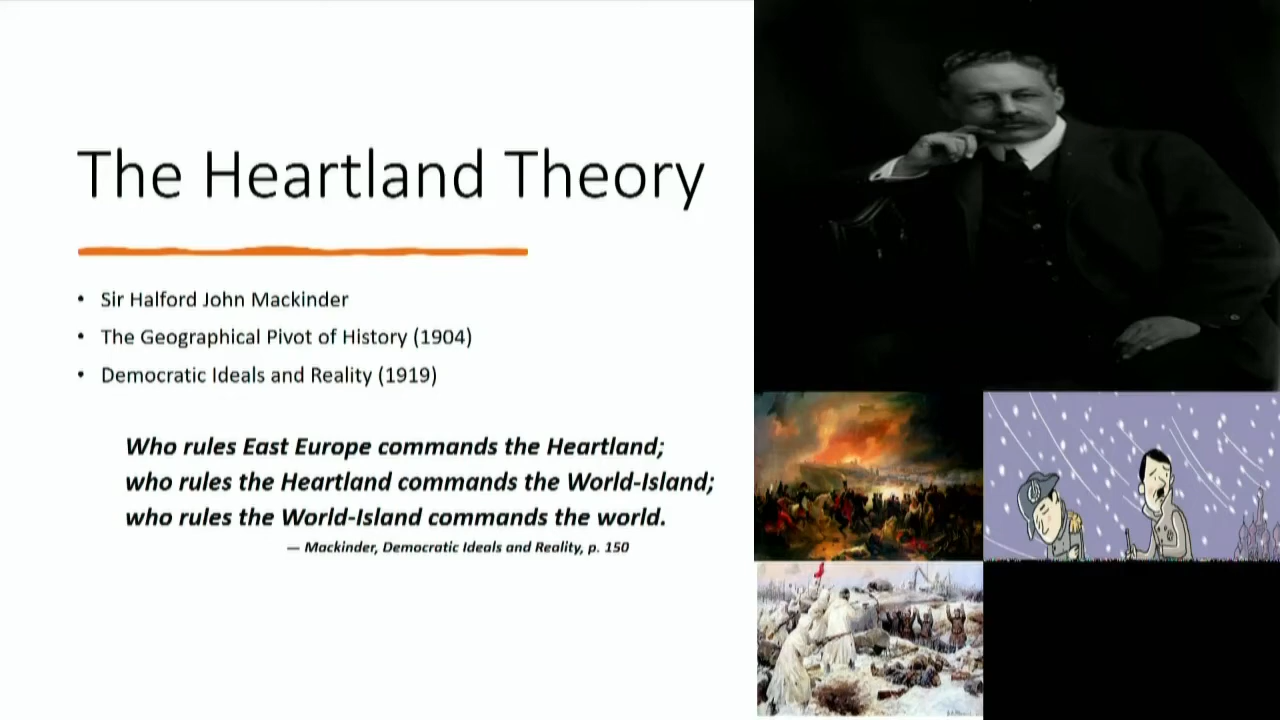 The Heartland Theory
• Sir Halford John Mackinder
• The Geographical Pivot of History (1904)
• Democratic Ideals and Reality (1919)
Who rules East Europe commands the Heartland;
who rules the Heartland commands the World-Island;
who rules the World-Island commands the world.
— Mackinder, Democratic Ideals and Reality, p. 150